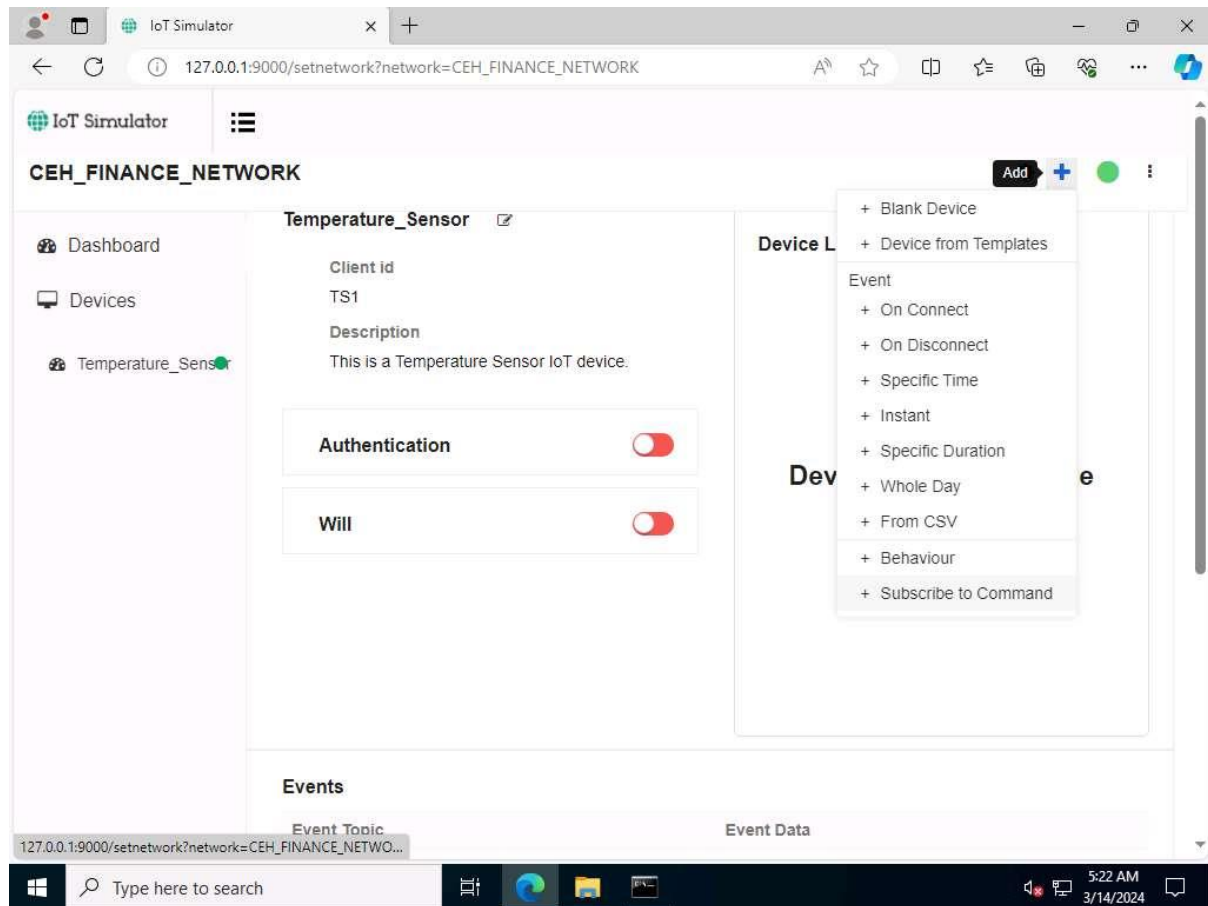 IoT Simulator
127.0.0.1:9000/setnetwork?network=CEH_FINANCE_NETWORK
IoT Simulator
CEH_FINANCE_NETWORK
Add
Dashboard
Devices
Temperature_Sensor
Temperature_Sensor
Client id
TS1
Description
This is a Temperature Sensor IoT device.
Authentication
Will
Device L
Dev
e
+ Blank Device
+ Device from Templates
Event
+ On Connect
+ On Disconnect
+ Specific Time
+ Instant
+ Specific Duration
+ Whole Day
+ From CSV
+ Behaviour
+ Subscribe to Command
Events
Event Topic
Event Data
127.0.0.1:9000/setnetwork?network=CEH_FINANCE_NETWO...
Type here to search
5:22 AM
3/14/2024